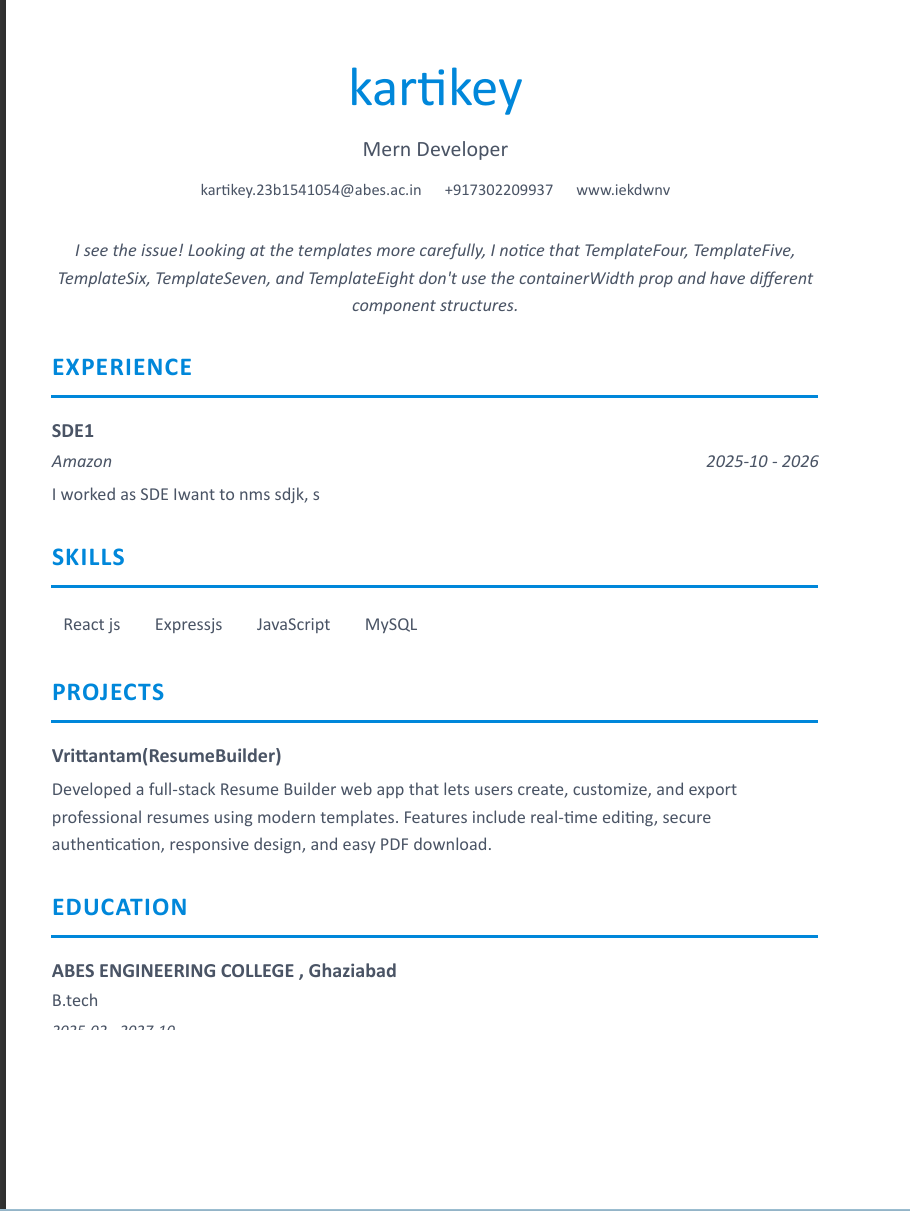 kartikey
Mern Developer
kartikey.23b1541054@abes.ac.in +917302209937 www.iekdwnv
I see the issue! Looking at the templates more carefully, I notice that TemplateFour, TemplateFive,
TemplateSix, TemplateSeven, and TemplateEight don't use the containerWidth prop and have different
component structures.
EXPERIENCE
SDE1
Amazon 2025-10 - 2026
I worked as SDE Iwant to nms sdjk, s
SKILLS
React js Expressjs JavaScript MySQL
PROJECTS
Vrittantam(ResumeBuilder)
Developed a full-stack Resume Builder web app that lets users create, customize, and export
professional resumes using modern templates. Features include real-time editing, secure
authentication, responsive design, and easy PDF download.
EDUCATION
ABES ENGINEERING COLLEGE , Ghaziabad
B.tech